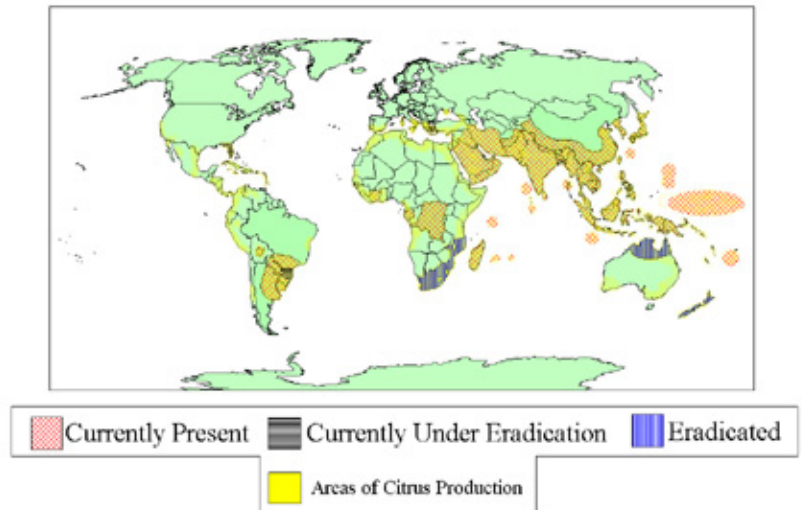 Currently Present Currently Under Eradication Eradicated
Areas of Citrus Production